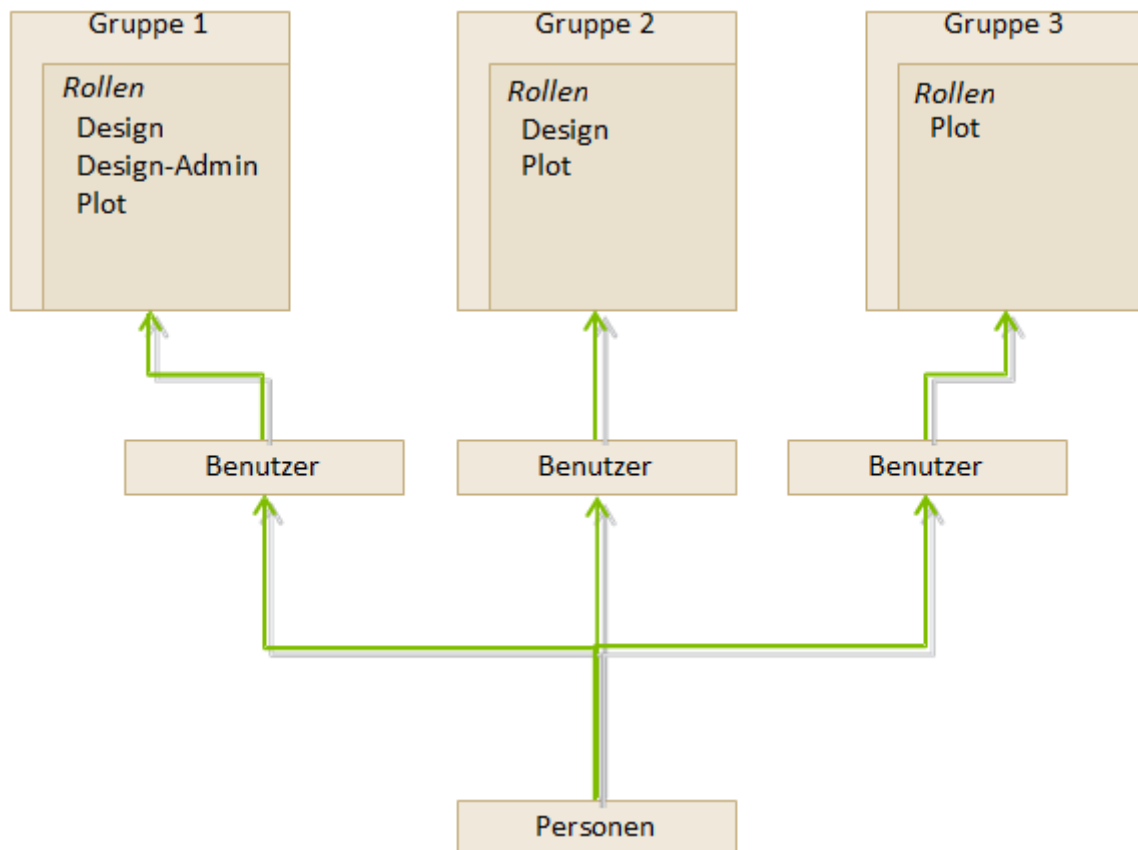 Gruppe 1
Rollen
Design
Design-Admin
Plot
Gruppe 2
Rollen
Design
Plot
Gruppe 3
Rollen
Plot
Benutzer
Benutzer
Benutzer
Personen